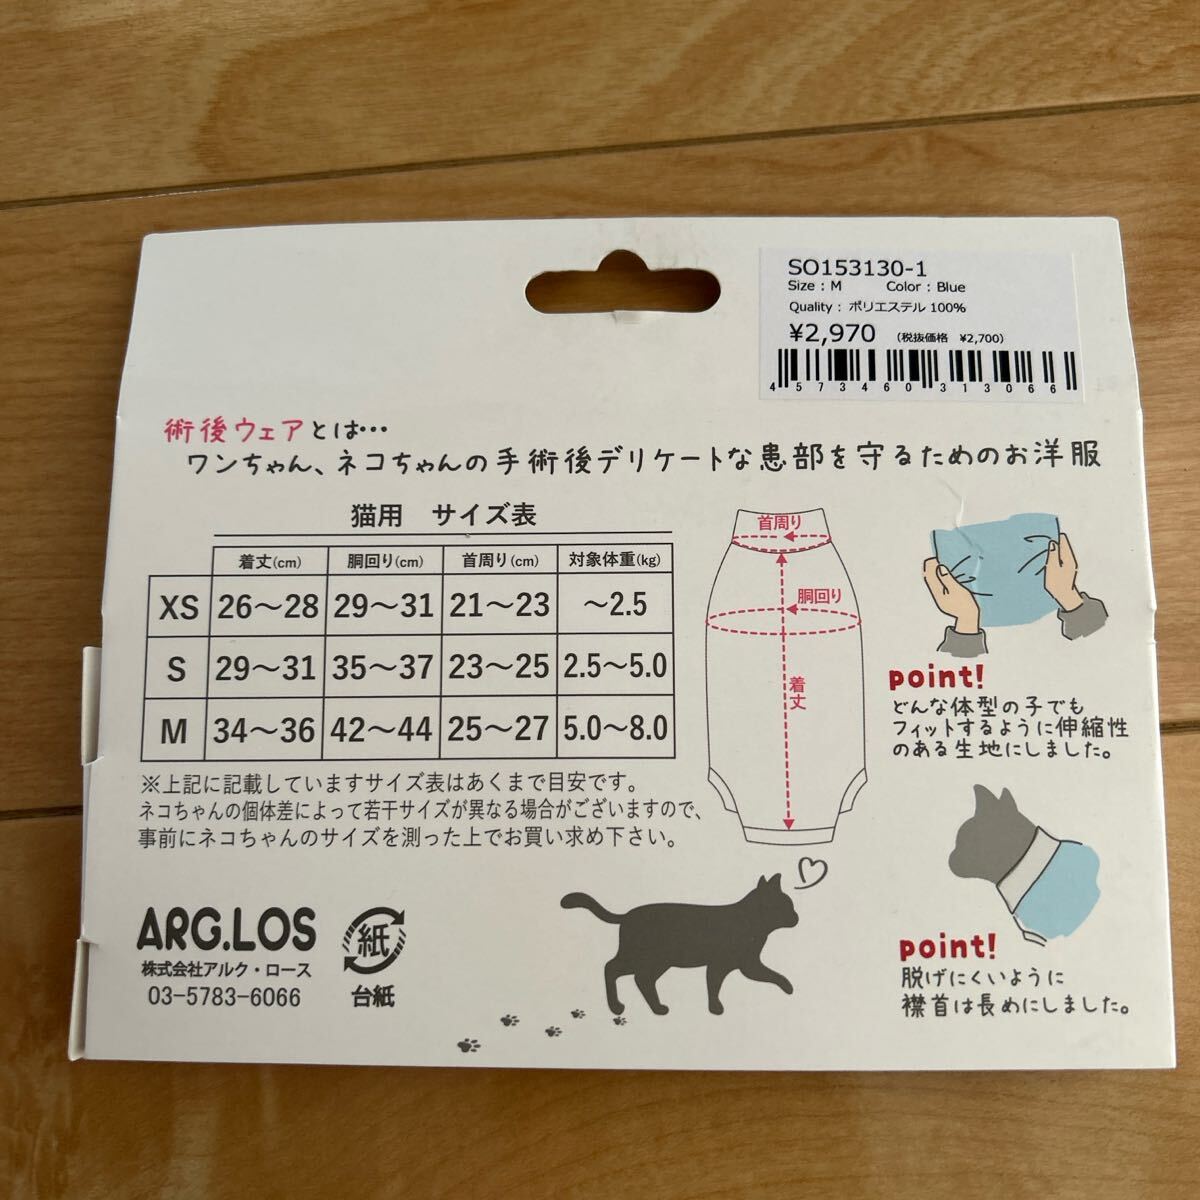 SO153130-1
Size : M Color : Blue
Quality : ポリエステル 100%
¥2,970 (税抜価格 ¥2,700)
4573460313066
術後ウェアとは…
ワンちゃん、ネコちゃんの手術後デリケートな患部を守るためのお洋服
猫用 サイズ表
着丈(cm) 胴回り(cm) 首周り(cm) 対象体重(kg)
XS 26～28 29～31 21～23 ～2.5
S 29～31 35～37 23～25 2.5～5.0
M 34～36 42～44 25～27 5.0～8.0
※上記に記載していますサイズ表はあくまで目安です。
ネコちゃんの個体差によって若干サイズが異なる場合がございますので、
事前にネコちゃんのサイズを測った上でお買い求め下さい。
首周り
胴回り
着丈
point!
どんな体型の子でも
フィットするように伸縮性
のある生地にしました。
point!
脱げにくいように
襟首は長めにしました。
ARG.LOS
株式会社アルク・ロース
03-5783-6066
紙
台紙